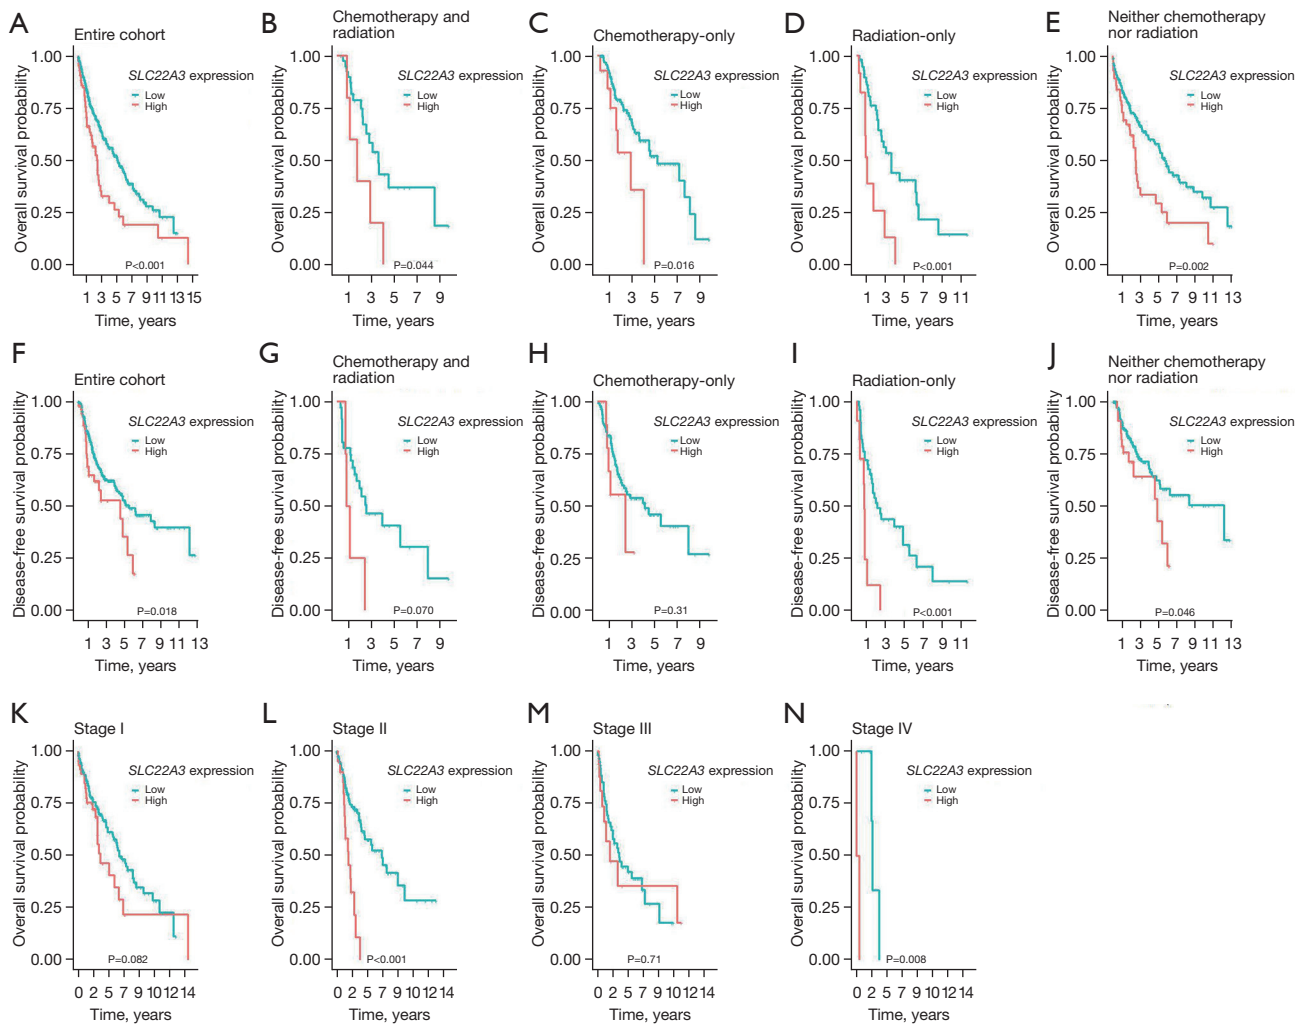 A
Entire cohort
Overall survival probability
1.00
0.75
0.50
0.25
0.00
SLC22A3 expression
Low
High
P<0.001
1 3 5 7 9 11 13 15
Time, years
B
Chemotherapy and
radiation
Overall survival probability
1.00
0.75
0.50
0.25
0.00
SLC22A3 expression
Low
High
P=0.044
1 3 5 7 9
Time, years
C
Chemotherapy-only
Overall survival probability
1.00
0.75
0.50
0.25
0.00
SLC22A3 expression
Low
High
P=0.016
1 3 5 7 9
Time, years
D
Radiation-only
Overall survival probability
1.00
0.75
0.50
0.25
0.00
SLC22A3 expression
Low
High
P<0.001
1 3 5 7 9 11
Time, years
E
Neither chemotherapy
nor radiation
Overall survival probability
1.00
0.75
0.50
0.25
0.00
SLC22A3 expression
Low
High
P=0.002
1 3 5 7 9 11 13
Time, years
F
Entire cohort
Disease-free survival probability
1.00
0.75
0.50
0.25
0.00
SLC22A3 expression
Low
High
P=0.018
1 3 5 7 9 11 13
Time, years
G
Chemotherapy and
radiation
Disease-free survival probability
1.00
0.75
0.50
0.25
0.00
SLC22A3 expression
Low
High
P=0.070
1 3 5 7 9
Time, years
H
Chemotherapy-only
Disease-free survival probability
1.00
0.75
0.50
0.25
0.00
SLC22A3 expression
Low
High
P=0.31
1 3 5 7 9
Time, years
I
Radiation-only
Disease-free survival probability
1.00
0.75
0.50
0.25
0.00
SLC22A3 expression
Low
High
P<0.001
1 3 5 7 9 11
Time, years
J
Neither chemotherapy
nor radiation
Disease-free survival probability
1.00
0.75
0.50
0.25
0.00
SLC22A3 expression
Low
High
P=0.046
1 3 5 7 9 11 13
Time, years
K
Stage I
Overall survival probability
1.00
0.75
0.50
0.25
0.00
SLC22A3 expression
Low
High
P=0.082
0 2 4 5 7 9 10 12 14
Time, years
L
Stage II
Overall survival probability
1.00
0.75
0.50
0.25
0.00
SLC22A3 expression
Low
High
P<0.001
0 2 5 7 9 10 12 14
Time, years
M
Stage III
Overall survival probability
1.00
0.75
0.50
0.25
0.00
SLC22A3 expression
Low
High
P=0.71
0 2 5 7 9 10 12 14
Time, years
N
Stage IV
Overall survival probability
1.00
0.75
0.50
0.25
0.00
SLC22A3 expression
Low
High
P=0.008
0 2 5 7 9 10 12 14
Time, years